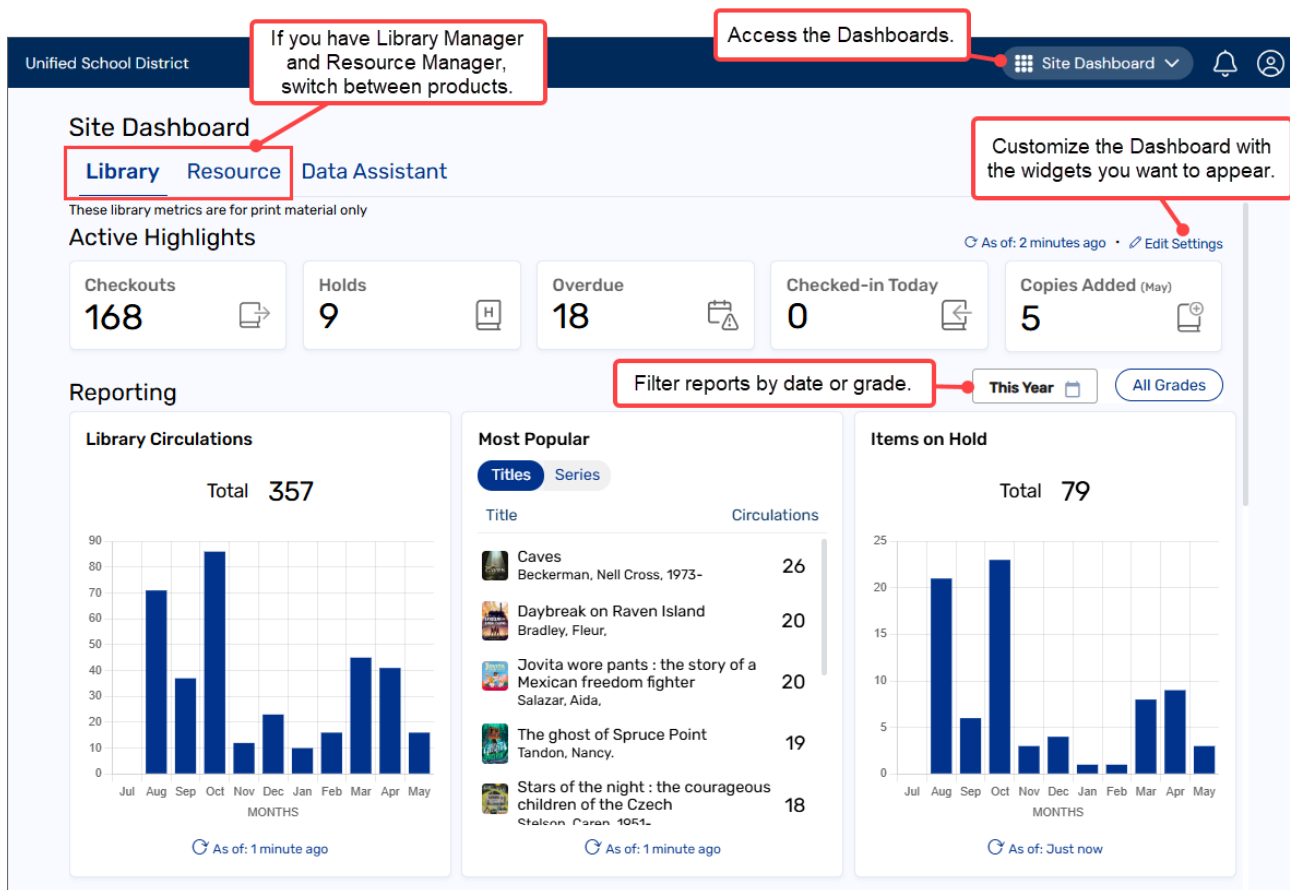 If you have Library Manager
and Resource Manager,
switch between products.
Access the Dashboards.
Unified School District
Site Dashboard
Site Dashboard
Customize the Dashboard with
the widgets you want to appear.
Library Resource Data Assistant
These library metrics are for print material only
Active Highlights
As of: 2 minutes ago • Edit Settings
Checkouts
168
Holds
9
H
Overdue
18
Checked-in Today
0
Copies Added (May)
5
Reporting
Filter reports by date or grade.
This Year
All Grades
Library Circulations
Total 357
90
80
70
60
50
40
30
20
10
0
Jul Aug Sep Oct Nov Dec Jan Feb Mar Apr May
MONTHS
As of: 1 minute ago
Most Popular
Titles Series
Title Circulations
Caves
Beckerman, Nell Cross, 1973-
26
Daybreak on Raven Island
Bradley, Fleur,
20
Jovita wore pants : the story of a
Mexican freedom fighter
Salazar, Aida,
20
The ghost of Spruce Point
Tandon, Nancy.
19
Stars of the night : the courageous
children of the Czech
Stelson, Caren, 1951-
18
As of: 1 minute ago
Items on Hold
Total 79
25
20
15
10
5
0
Jul Aug Sep Oct Nov Dec Jan Feb Mar Apr May
MONTHS
As of: Just now